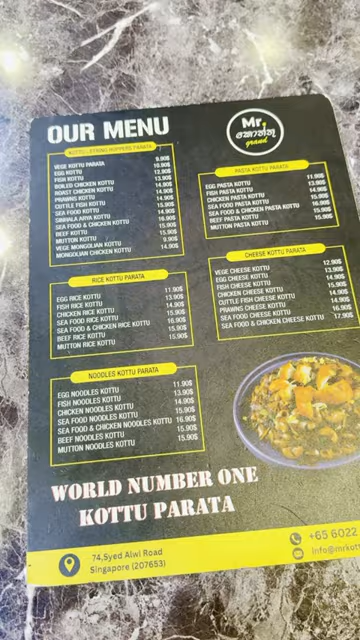 OUR MENU
Mr.
කොත්තු
grand
KOTTU / STRING HOPPERS PARATA
VEGE KOTTU PARATA 9.90$
EGG KOTTU 10.90$
FISH KOTTU 12.90$
BOILED CHICKEN KOTTU 13.90$
ROAST CHICKEN KOTTU 14.90$
PRAWNS KOTTU 14.90$
CUTTLE FISH KOTTU 14.90$
SEA FOOD KOTTU 15.90$
SEA FOOD & CHICKEN KOTTU
BEEF KOTTU
MUTTON KOTTU
VEGE MONGOLIAN KOTTU 9.90$
MONGOLIAN CHICKEN KOTTU 14.90$
PASTA KOTTU PARATA
EGG PASTA KOTTU 11.90$
FISH PASTA KOTTU 13.90$
CHICKEN PASTA KOTTU 14.90$
SEA FOOD PASTA KOTTU 15.90$
SEA FOOD & CHICKEN PASTA KOTTU 16.90$
BEEF PASTA KOTTU 15.90$
MUTTON PASTA KOTTU 15.90$
RICE KOTTU PARATA
EGG RICE KOTTU 11.90$
FISH RICE KOTTU 13.90$
CHICKEN RICE KOTTU 14.90$
SEA FOOD RICE KOTTU 15.90$
SEA FOOD & CHICKEN RICE KOTTU 16.90$
BEEF RICE KOTTU 15.90$
MUTTON RICE KOTTU 15.90$
CHEESE KOTTU PARATA
VEGE CHEESE KOTTU 12.90$
EGG CHEESE KOTTU 13.90$
FISH CHEESE KOTTU 14.90$
CHICKEN CHEESE KOTTU 15.90$
CUTTLE FISH CHEESE KOTTU 14.90$
PRAWNS CHEESE KOTTU 14.90$
SEA FOOD CHEESE KOTTU 16.90$
SEA FOOD & CHICKEN CHEESE KOTTU 17.90$
NOODLES KOTTU PARATA
EGG NOODLES KOTTU 11.90$
FISH NOODLES KOTTU 13.90$
CHICKEN NOODLES KOTTU 14.90$
SEA FOOD NOODLES KOTTU 15.90$
SEA FOOD & CHICKEN NOODLES KOTTU 16.90$
BEEF NOODLES KOTTU 15.90$
MUTTON NOODLES KOTTU 15.90$
WORLD NUMBER ONE
KOTTU PARATA
74,Syed Alwi Road
Singapore (207653)
+65 6022
info@mrkott